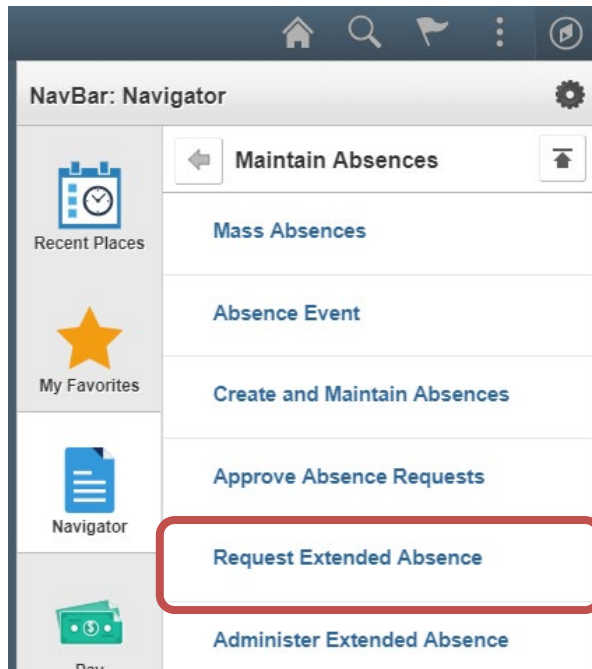 NavBar: Navigator
Maintain Absences
Recent Places
Mass Absences
Absence Event
My Favorites
Create and Maintain Absences
Approve Absence Requests
Navigator
Request Extended Absence
Administer Extended Absence
Pay